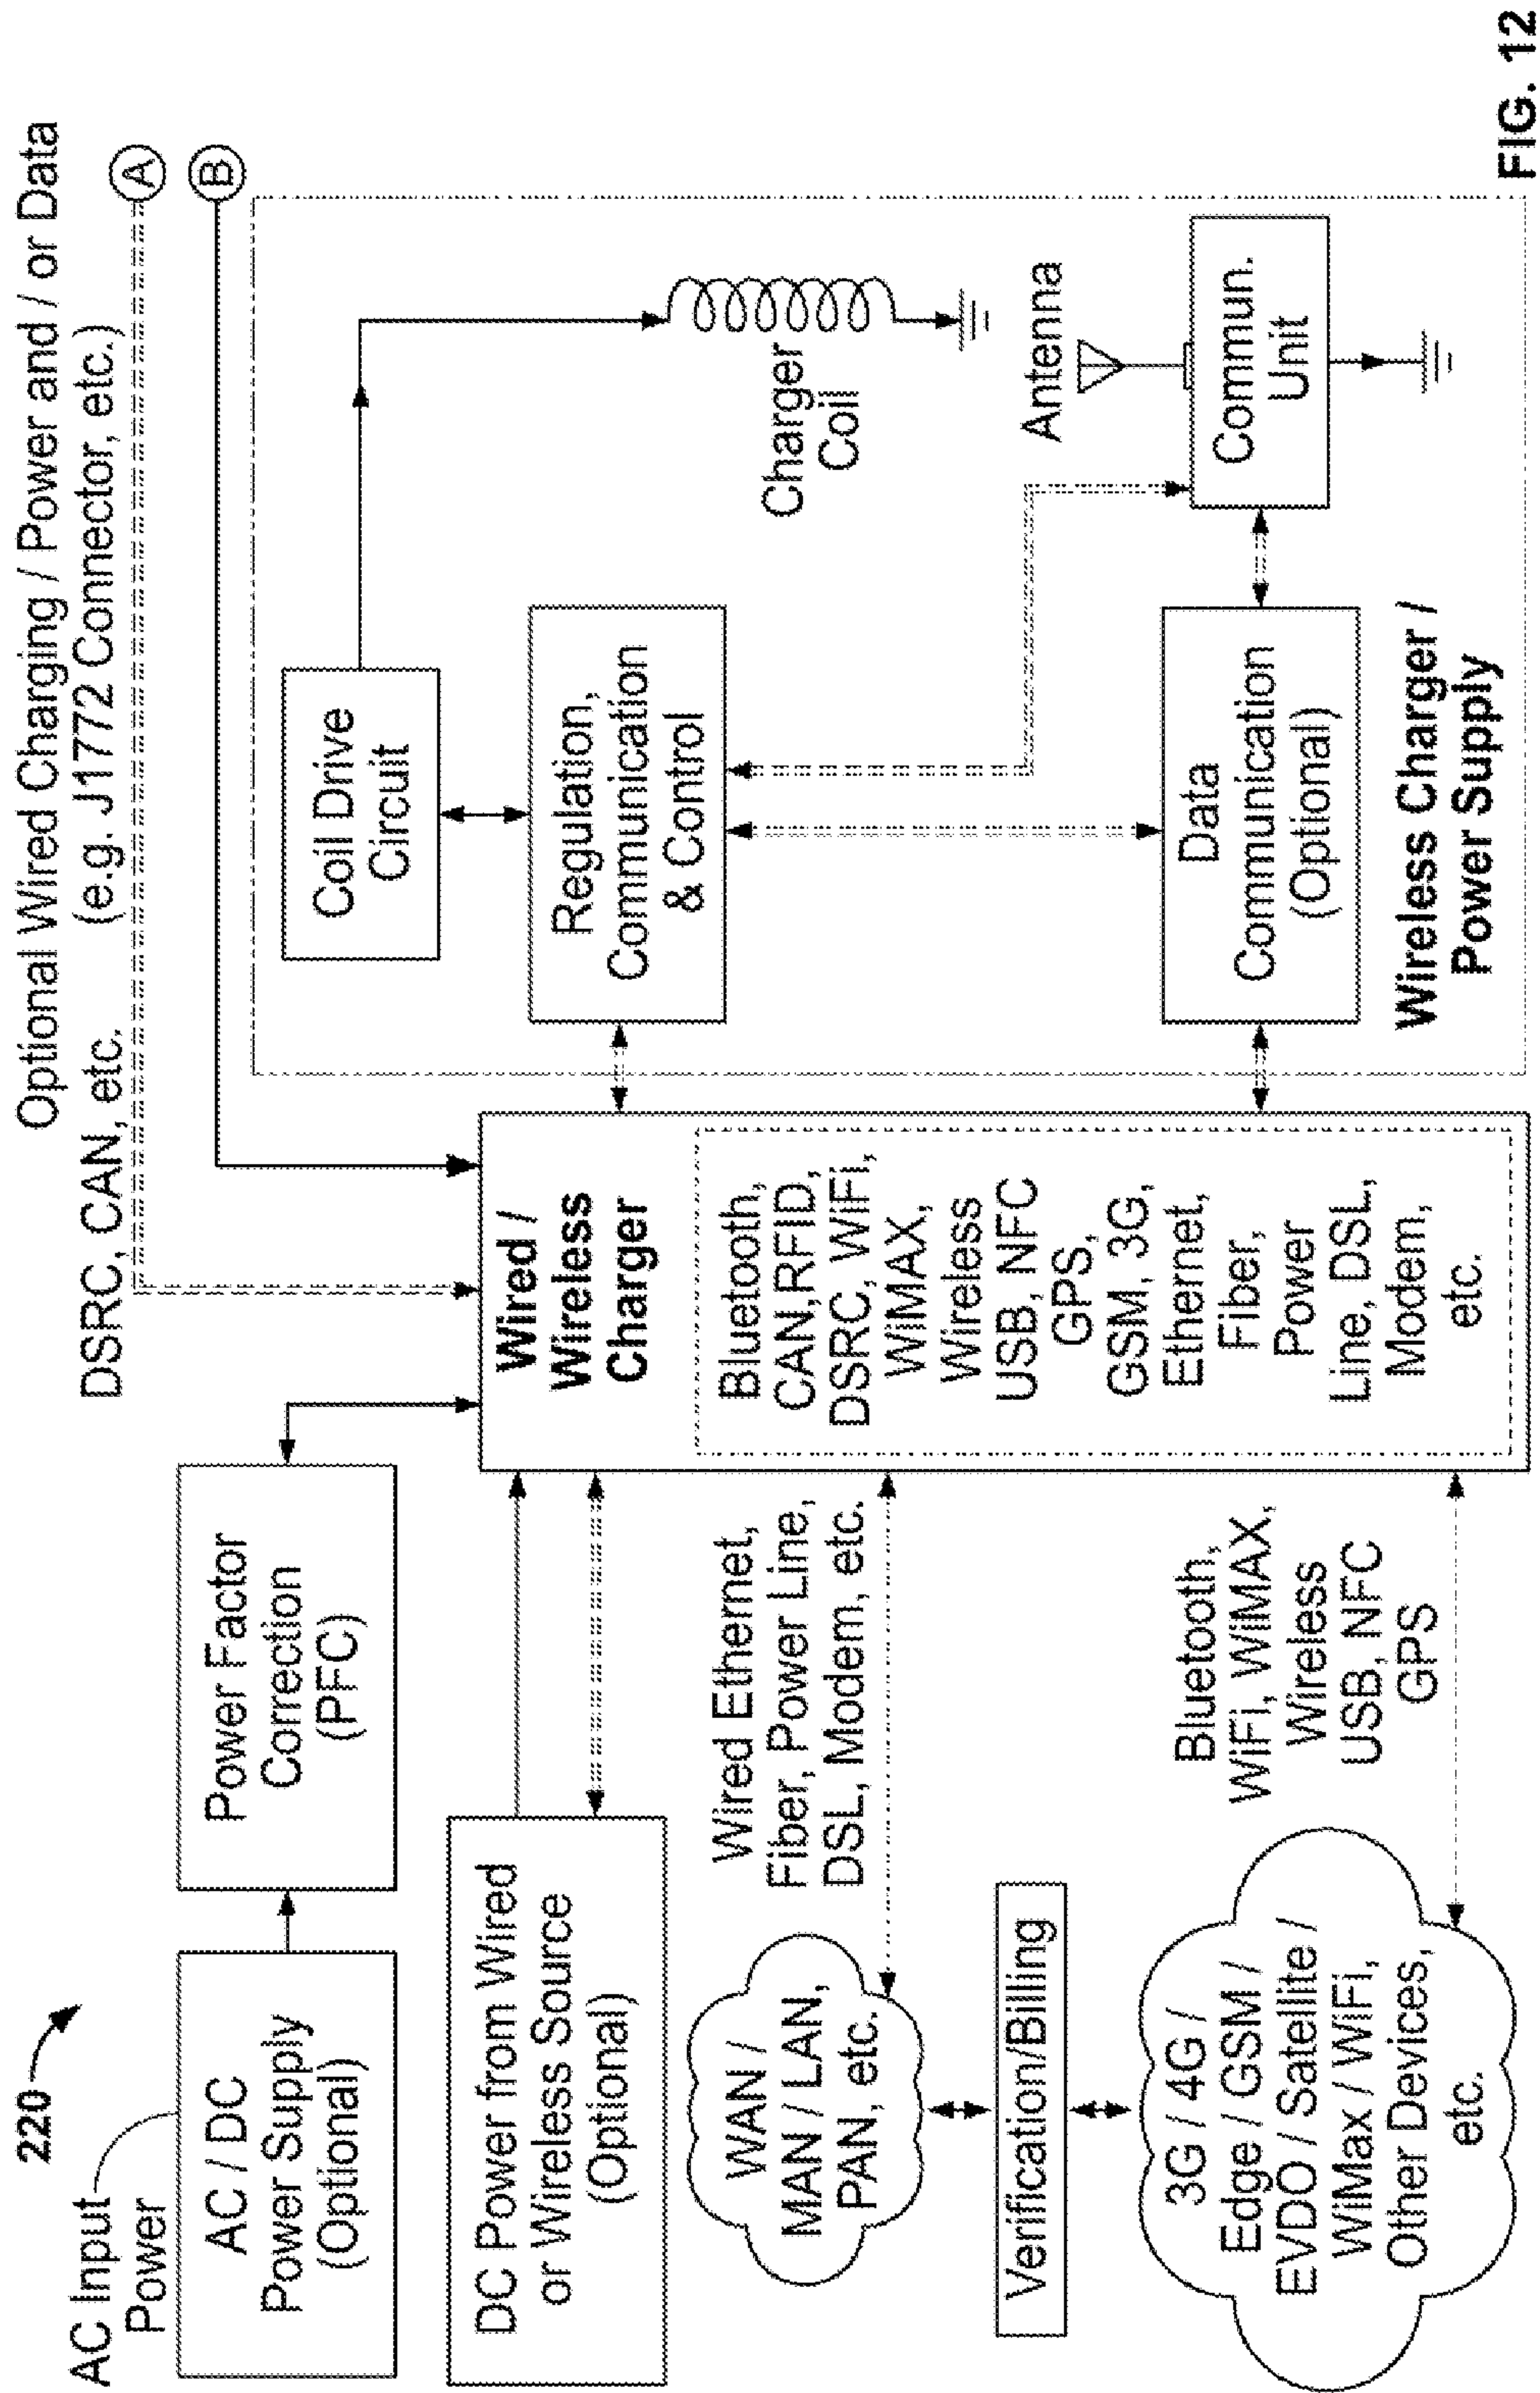 220
AC Input
Power
AC / DC
Power Supply
(Optional)
Power Factor
Correction
(PFC)
Optional Wired Charging / Power and / or Data
DSRC, CAN, etc.
(e.g. J1772 Connector, etc.)
A
B
DC Power from Wired
or Wireless Source
(Optional)
Wired /
Wireless
Charger
Bluetooth,
CAN,RFID,
DSRC, WiFi,
WiMAX,
Wireless
USB, NFC
GPS,
GSM, 3G,
Ethernet,
Fiber,
Power
Line, DSL,
Modem,
etc.
Coil Drive
Circuit
Regulation,
Communication
& Control
Charger
Coil
Antenna
Commun.
Unit
Data
Communication
(Optional)
Wireless Charger /
Power Supply
Wired Ethernet,
Fiber, Power Line,
DSL, Modem, etc.
WAN /
MAN / LAN,
PAN, etc.
Verification/Billing
Bluetooth,
WiFi, WiMAX,
Wireless
USB, NFC
GPS
3G / 4G /
Edge / GSM /
EVDO / Satellite /
WiMax / WiFi,
Other Devices,
etc.
FIG. 12